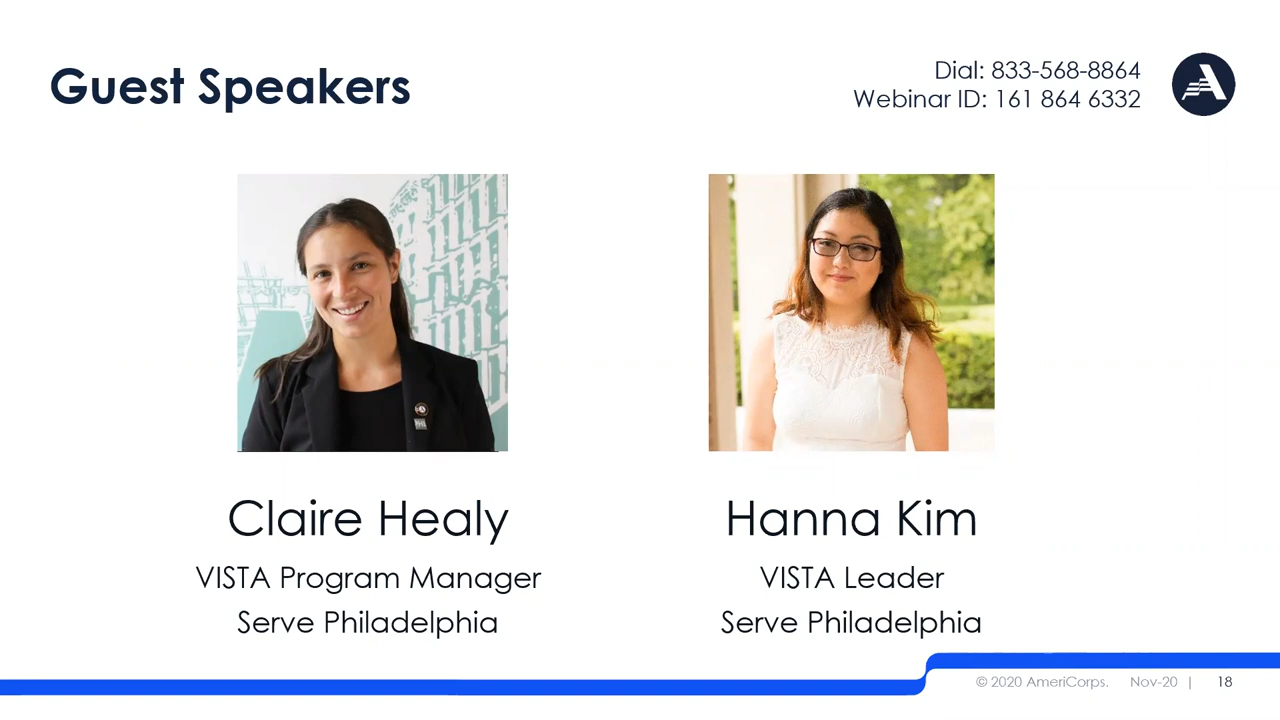 Guest Speakers
Dial: 833-568-8864
Webinar ID: 161 864 6332
Claire Healy
VISTA Program Manager
Serve Philadelphia
Hanna Kim
VISTA Leader
Serve Philadelphia
© 2020 AmeriCorps. Nov-20 | 18